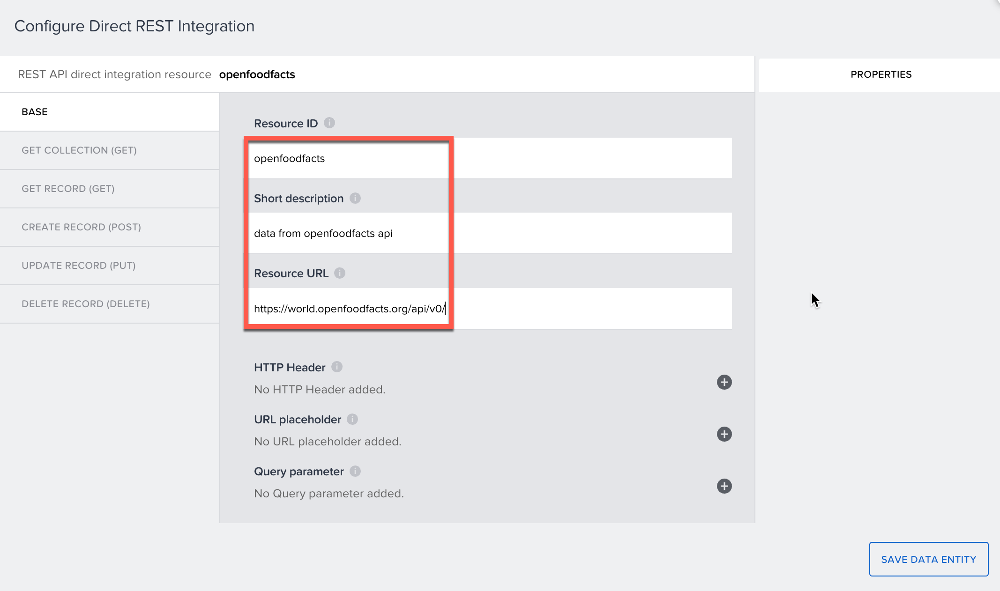 Configure Direct REST Integration
REST API direct integration resource openfoodfacts
PROPERTIES
BASE
GET COLLECTION (GET)
GET RECORD (GET)
CREATE RECORD (POST)
UPDATE RECORD (PUT)
DELETE RECORD (DELETE)
Resource ID
openfoodfacts
Short description
data from openfoodfacts api
Resource URL
https://world.openfoodfacts.org/api/v0/
HTTP Header
No HTTP Header added.
URL placeholder
No URL placeholder added.
Query parameter
No Query parameter added.
SAVE DATA ENTITY